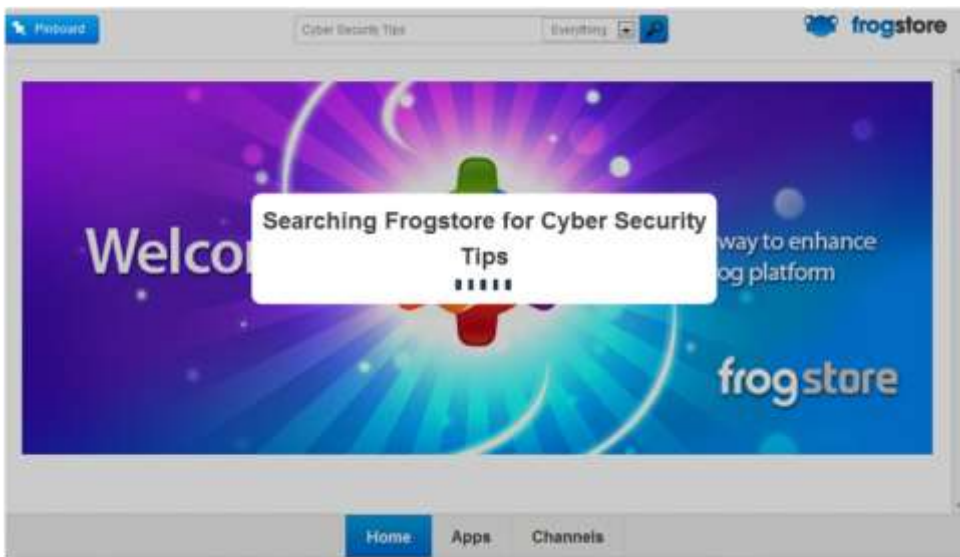 Pinboard
Cyber Security Tips
Everything
frogstore
Searching Frogstore for Cyber Security
Tips
Welco
way to enhance
og platform
frogstore
Home
Apps
Channels